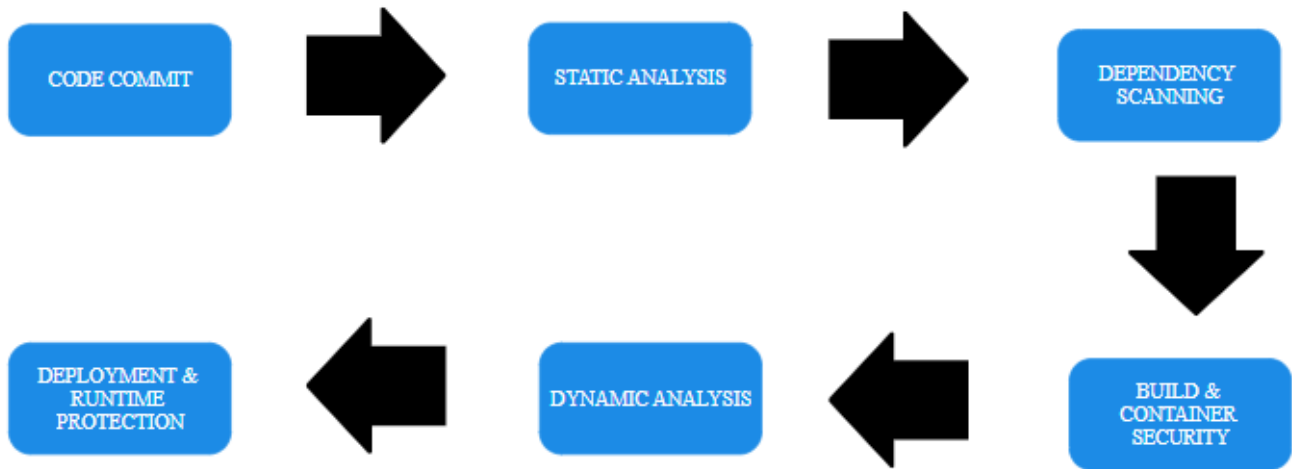 CODE COMMIT
STATIC ANALYSIS
DEPENDENCY
SCANNING
BUILD &
CONTAINER
SECURITY
DYNAMIC ANALYSIS
DEPLOYMENT &
RUNTIME
PROTECTION